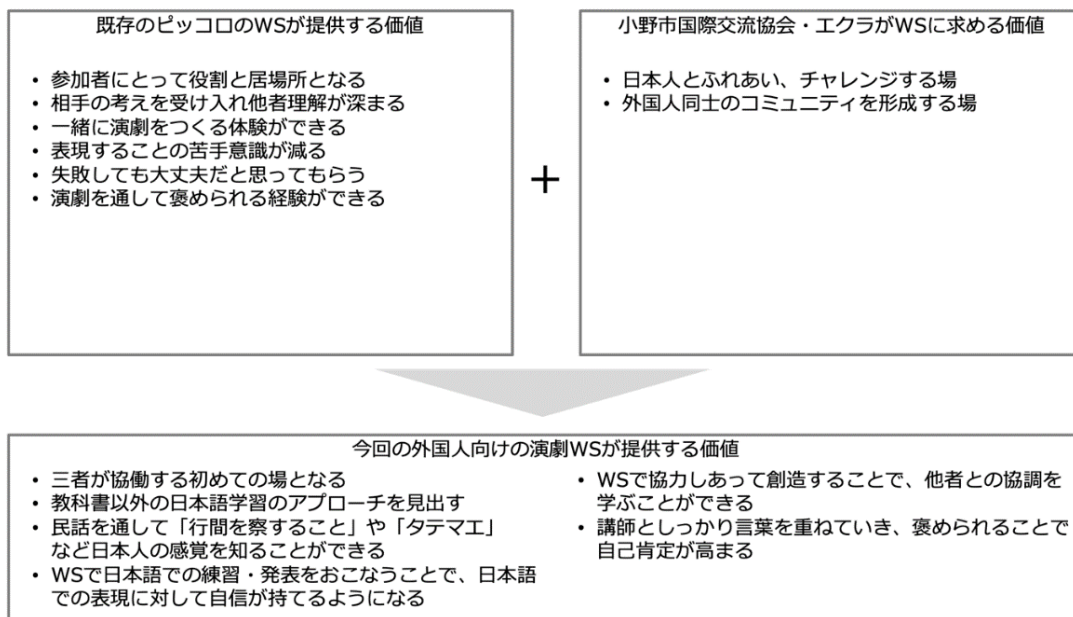 既存のピッコロのWSが提供する価値
• 参加者にとって役割と居場所となる
• 相手の考えを受け入れ他者理解が深まる
• 一緒に演劇をつくる体験ができる
• 表現することの苦手意識が減る
• 失敗しても大丈夫だと思ってもらう
• 演劇を通して褒められる経験ができる
+
小野市国際交流協会・エクラがWSに求める価値
• 日本人とふれあい、チャレンジする場
• 外国人同士のコミュニティを形成する場
今回の外国人向けの演劇WSが提供する価値
• 三者が協働する初めての場となる
• 教科書以外の日本語学習のアプローチを見出す
• 民話を通して「行間を察すること」や「タテマエ」
など日本人の感覚を知ることができる
• WSで日本語での練習・発表をおこなうことで、日本語
での表現に対して自信が持てるようになる
• WSで協力しあって創造することで、他者との協調を
学ぶことができる
• 講師としっかり言葉を重ねていき、褒められることで
自己肯定が高まる